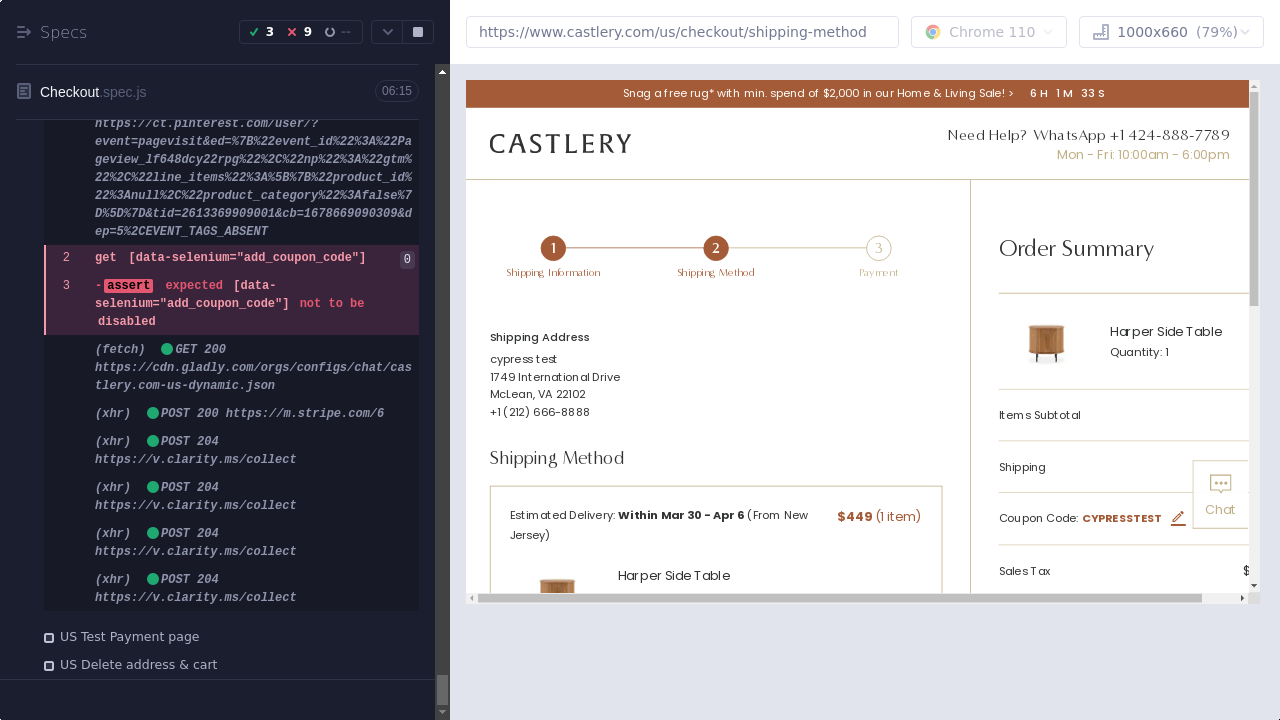 Specs
3
9
--
Checkout.spec.js
06:15
https://ct.pinterest.com/user/?
event=pagevisit&ed=%7B%22event_id%22%3A%22Pa
geview_lf648dcy22rpg%22%2C%22np%22%3A%22gtm%
22%2C%22line_items%22%3A%5B%7B%22product_id%
22%3Anull%2C%22product_category%22%3Afalse%7
D%5D%7D&tid=2613369909001&cb=1678669090309&d
ep=5%2CEVENT_TAGS_ABSENT
2 get [data-selenium="add_coupon_code"] 0
3 -assert expected [data-
selenium="add_coupon_code"] not to be
disabled
(fetch) GET 200
https://cdn.gladly.com/orgs/configs/chat/cas
tlery.com-us-dynamic.json
(xhr) POST 200 https://m.stripe.com/6
(xhr) POST 204
https://v.clarity.ms/collect
(xhr) POST 204
https://v.clarity.ms/collect
(xhr) POST 204
https://v.clarity.ms/collect
(xhr) POST 204
https://v.clarity.ms/collect
US Test Payment page
US Delete address & cart
https://www.castlery.com/us/checkout/shipping-method
Chrome 110
1000x660 (79%)
Snag a free rug* with min. spend of $2,000 in our Home & Living Sale! > 6 H 1 M 33 S
CASTLERY
Need Help? WhatsApp +1 424-888-7789
Mon - Fri: 10:00am - 6:00pm
1
2
3
Shipping Information
Shipping Method
Payment
Shipping Address
cypress test
1749 International Drive
McLean, VA 22102
+1 (212) 666-8888
Shipping Method
Estimated Delivery: Within Mar 30 - Apr 6 (From New
Jersey)
$449 (1 item)
Harper Side Table
Order Summary
Harper Side Table
Quantity: 1
Items Subtotal
Shipping
Coupon Code: CYPRESSTEST
Sales Tax
$
Chat